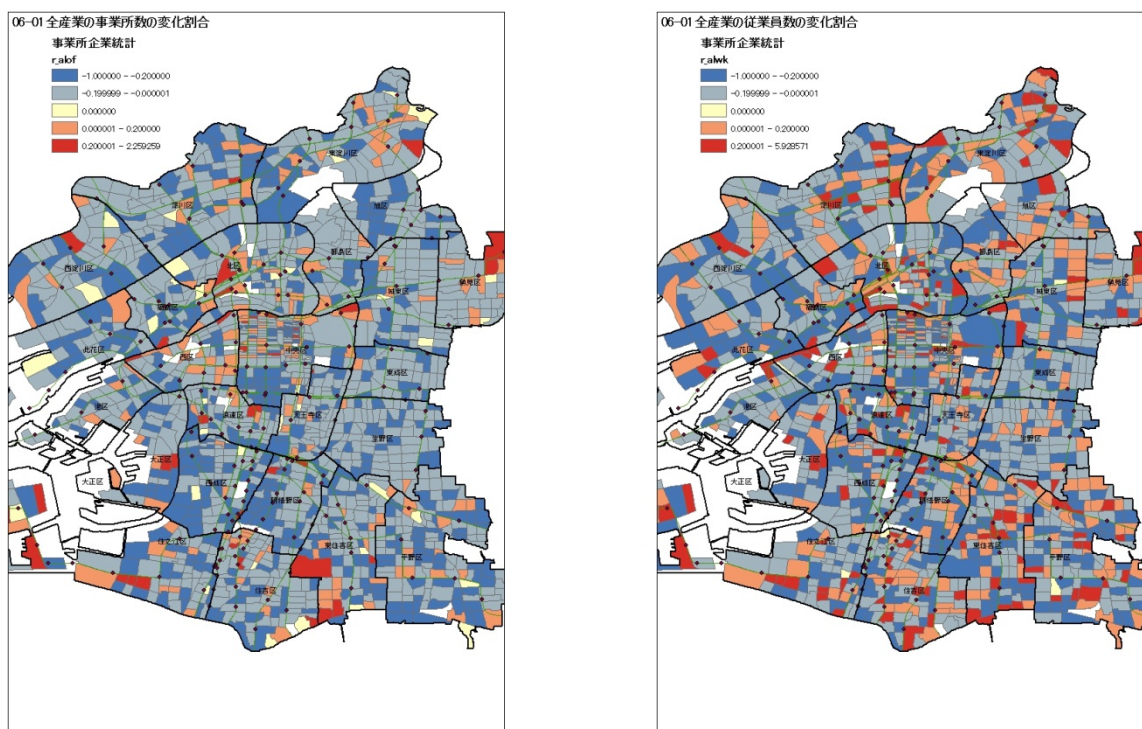 06-01 全産業の事業所数の変化割合
事業所企業統計
r_alof
-1.000000 - -0.200000
-0.199999 - -0.000001
0.000000
0.000001 - 0.200000
0.200001 - 2.259259
東淀川区
淀川区
旭区
都島区
西淀川区
北区
城東区
鶴見区
福島区
此花区
西区
中央区
東成区
港区
浪速区
天王寺区
生野区
大正区
大正区
西成区
阿倍野区
住之江区
東住吉区
平野区
住吉区
06-01 全産業の従業員数の変化割合
事業所企業統計
r_alwk
-1.000000 - -0.200000
-0.199999 - -0.000001
0.000000
0.000001 - 0.200000
0.200001 - 5.928571
東淀川区
淀川区
旭区
都島区
西淀川区
北区
城東区
鶴見区
福島区
此花区
西区
中央区
東成区
港区
浪速区
天王寺区
生野区
大正区
大正区
西成区
阿倍野区
住之江区
東住吉区
平野区
住吉区